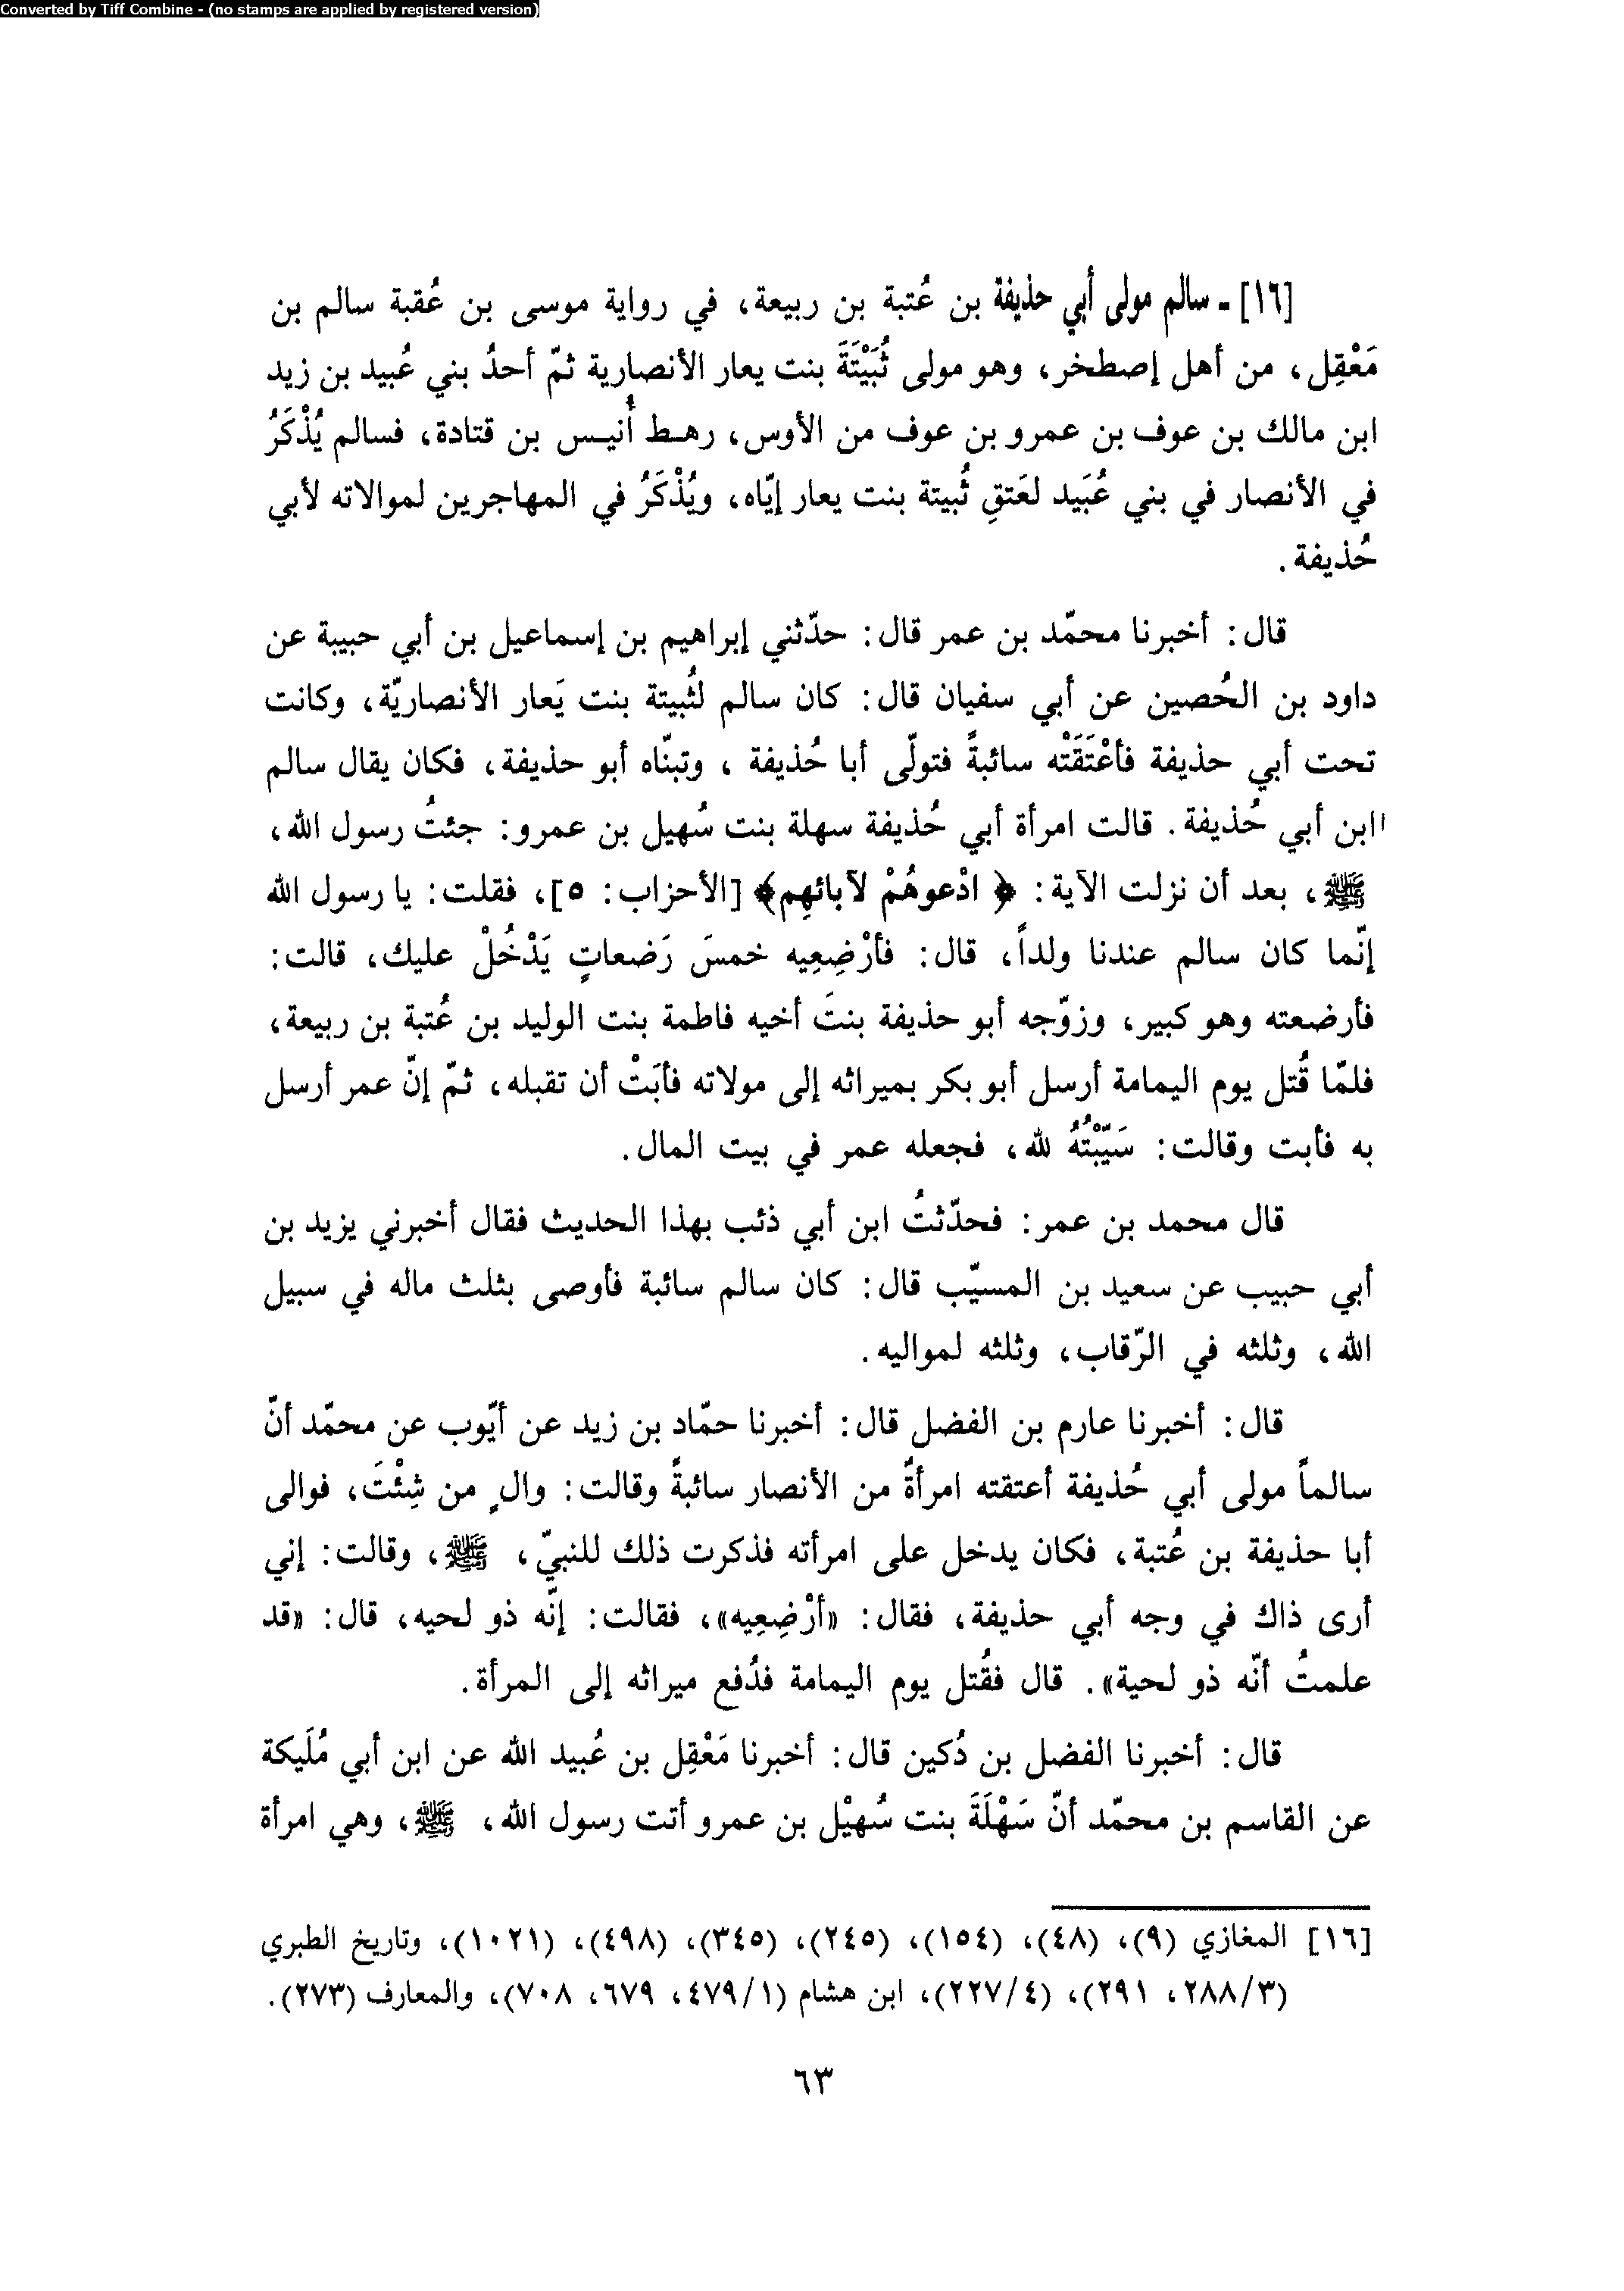 Converted by Tiff Combine - (no stamps are applied by registered version)
[١٦] - سالم مولى أبي حذيفة بن عُتبة بن ربيعة، في رواية موسى بن عُقبة سالم بن
مَعْقِل، من أهل إصطخر، وهو مولى ثُبَيْتَةَ بنت يعار الأنصارية ثمّ أحدُ بني عُبيد بن زيد
ابن مالك بن عوف بن عمرو بن عوف من الأوس، رهط أُنيس بن قتادة، فسالم يُذْكَرُ
في الأنصار في بني عُبَيد لعَتقِ ثُبيتة بنت يعار إيّاه، ويُذْكَرُ في المهاجرين لموالاته لأبي
حُذيفة.
قال: أخبرنا محمّد بن عمر قال: حدّثني إبراهيم بن إسماعيل بن أبي حبيبة عن
داود بن الحُصين عن أبي سفيان قال: كان سالم لثُبيتة بنت يَعار الأنصاريّة، وكانت
تحت أبي حذيفة فأعْتَقَتْه سائبةً فتولّى أبا حُذيفة ، وتبنّاه أبو حذيفة، فكان يقال سالم
ابن أبي حُذيفة. قالت امرأة أبي حُذيفة سهلة بنت سُهيل بن عمرو: جئتُ رسول الله،
ﷺ، بعد أن نزلت الآية: ﴿ ادْعوهُمْ لآبائهِم﴾ [الأحزاب: ٥]، فقلت: يا رسول الله
إنّما كان سالم عندنا ولداً، قال: فأرْضِعِيه خمسَ رَضعاتٍ يَدْخُلْ عليك، قالت:
فأرضعته وهو كبير، وزوّجه أبو حذيفة بنتَ أخيه فاطمة بنت الوليد بن عُتبة بن ربيعة،
فلمّا قُتل يوم اليمامة أرسل أبو بكر بميراثه إلى مولاته فأبَتْ أن تقبله، ثمّ إنّ عمر أرسل
به فأبت وقالت: سَيّبْتُهُ لله، فجعله عمر في بيت المال.
قال محمد بن عمر: فحدّثتُ ابن أبي ذئب بهذا الحديث فقال أخبرني يزيد بن
أبي حبيب عن سعيد بن المسيّب قال: كان سالم سائبة فأوصى بثلث ماله في سبيل
الله، وثلثه في الرّقاب، وثلثه لمواليه.
قال: أخبرنا عارم بن الفضل قال: أخبرنا حمّاد بن زيد عن أيّوب عن محمّد أنّ
سالماً مولى أبي حُذيفة أعتقته امرأةٌ من الأنصار سائبةً وقالت: والٍ من شِئْتَ، فوالى
أبا حذيفة بن عُتبة، فكان يدخل على امرأته فذكرت ذلك للنبيّ، ﷺ، وقالت: إني
أرى ذاك في وجه أبي حذيفة، فقال: «أرْضِعِيه»، فقالت: إنّه ذو لحيه، قال: «قد
علمتُ أنّه ذو لحية». قال فقُتل يوم اليمامة فدُفع ميراثه إلى المرأة.
قال: أخبرنا الفضل بن دُكين قال: أخبرنا مَعْقِل بن عُبيد الله عن ابن أبي مُلَيكة
عن القاسم بن محمّد أنّ سَهْلَةَ بنت سُهيْل بن عمرو أتت رسول الله، ﷺ، وهي امرأة
[١٦] المغازي (٩)، (٤٨)، (١٥٤)، (٢٤٥)، (٣٤٥)، (٤٩٨)، (١٠٢١)، وتاريخ الطبري
(٢٨٨/٣، ٢٩١)، (٢٢٧/٤)، ابن هشام (٤٧٩/١، ٦٧٩، ٧٠٨)، والمعارف (٢٧٣).
٦٣